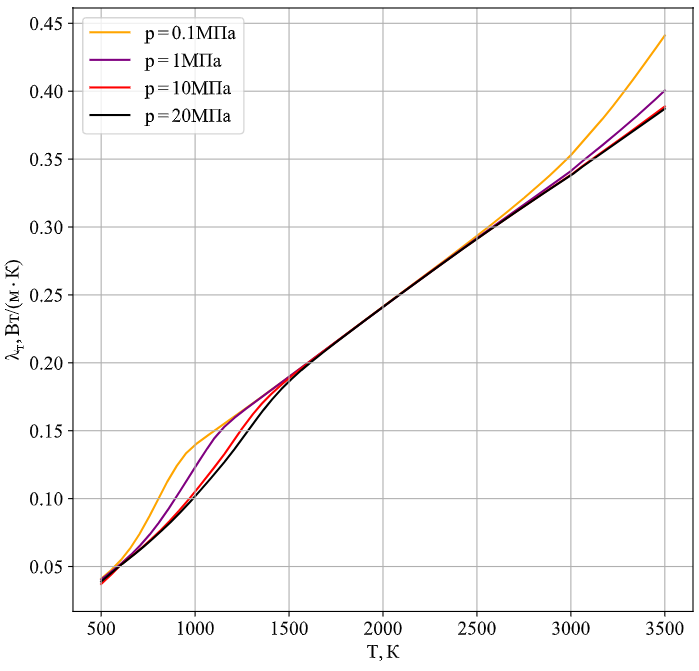 0.45
0.40
0.35
0.30
0.25
0.20
0.15
0.10
0.05
λт, Вт/(м · К)
p = 0.1МПа
p = 1МПа
p = 10МПа
p = 20МПа
500 1000 1500 2000 2500 3000 3500
T, К